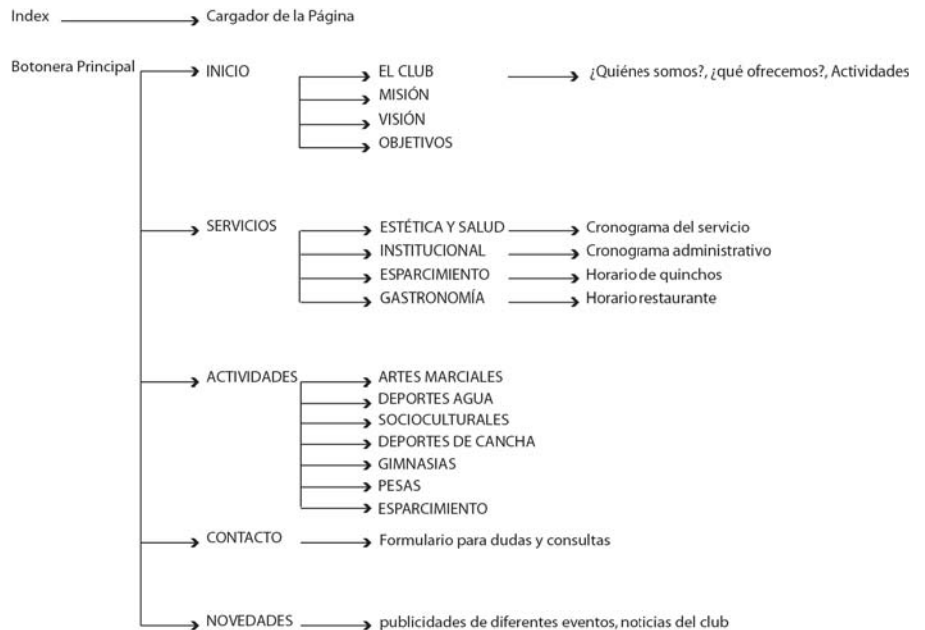 Index Cargador de la Página
Botonera Principal INICIO EL CLUB ¿Quiénes somos?, ¿qué ofrecemos?, Actividades
MISIÓN
VISIÓN
OBJETIVOS
SERVICIOS ESTÉTICA Y SALUD Cronograma del servicio
INSTITUCIONAL Cronograma administrativo
ESPARCIMIENTO Horario de quinchos
GASTRONOMÍA Horario restaurante
ACTIVIDADES ARTES MARCIALES
DEPORTES AGUA
SOCIOCULTURALES
DEPORTES DE CANCHA
GIMNASIAS
PESAS
ESPARCIMIENTO
CONTACTO Formulario para dudas y consultas
NOVEDADES publicidades de diferentes eventos, noticias del club